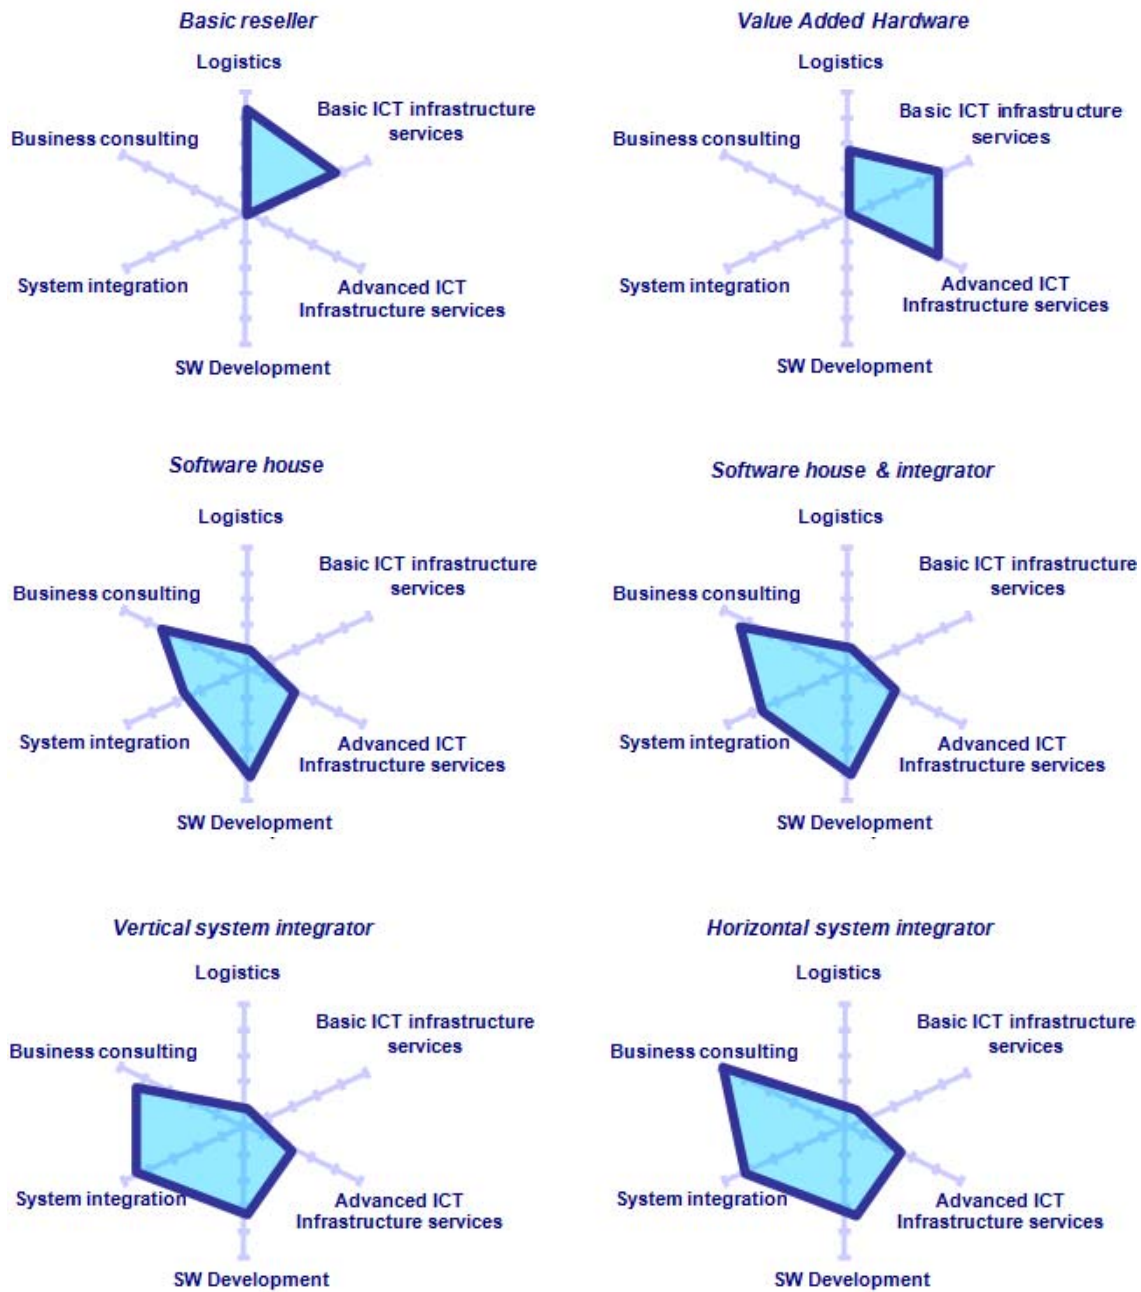 Basic reseller
Logistics
Basic ICT infrastructure
services
Business consulting
System integration
Advanced ICT
Infrastructure services
SW Development
Value Added Hardware
Logistics
Basic ICT infrastructure
services
Business consulting
System integration
Advanced ICT
Infrastructure services
SW Development
Software house
Logistics
Basic ICT infrastructure
services
Business consulting
System integration
Advanced ICT
Infrastructure services
SW Development
Software house & integrator
Logistics
Basic ICT infrastructure
services
Business consulting
System integration
Advanced ICT
Infrastructure services
SW Development
Vertical system integrator
Logistics
Basic ICT infrastructure
services
Business consulting
System integration
Advanced ICT
Infrastructure services
SW Development
Horizontal system integrator
Logistics
Basic ICT infrastructure
services
Business consulting
System integration
Advanced ICT
Infrastructure services
SW Development